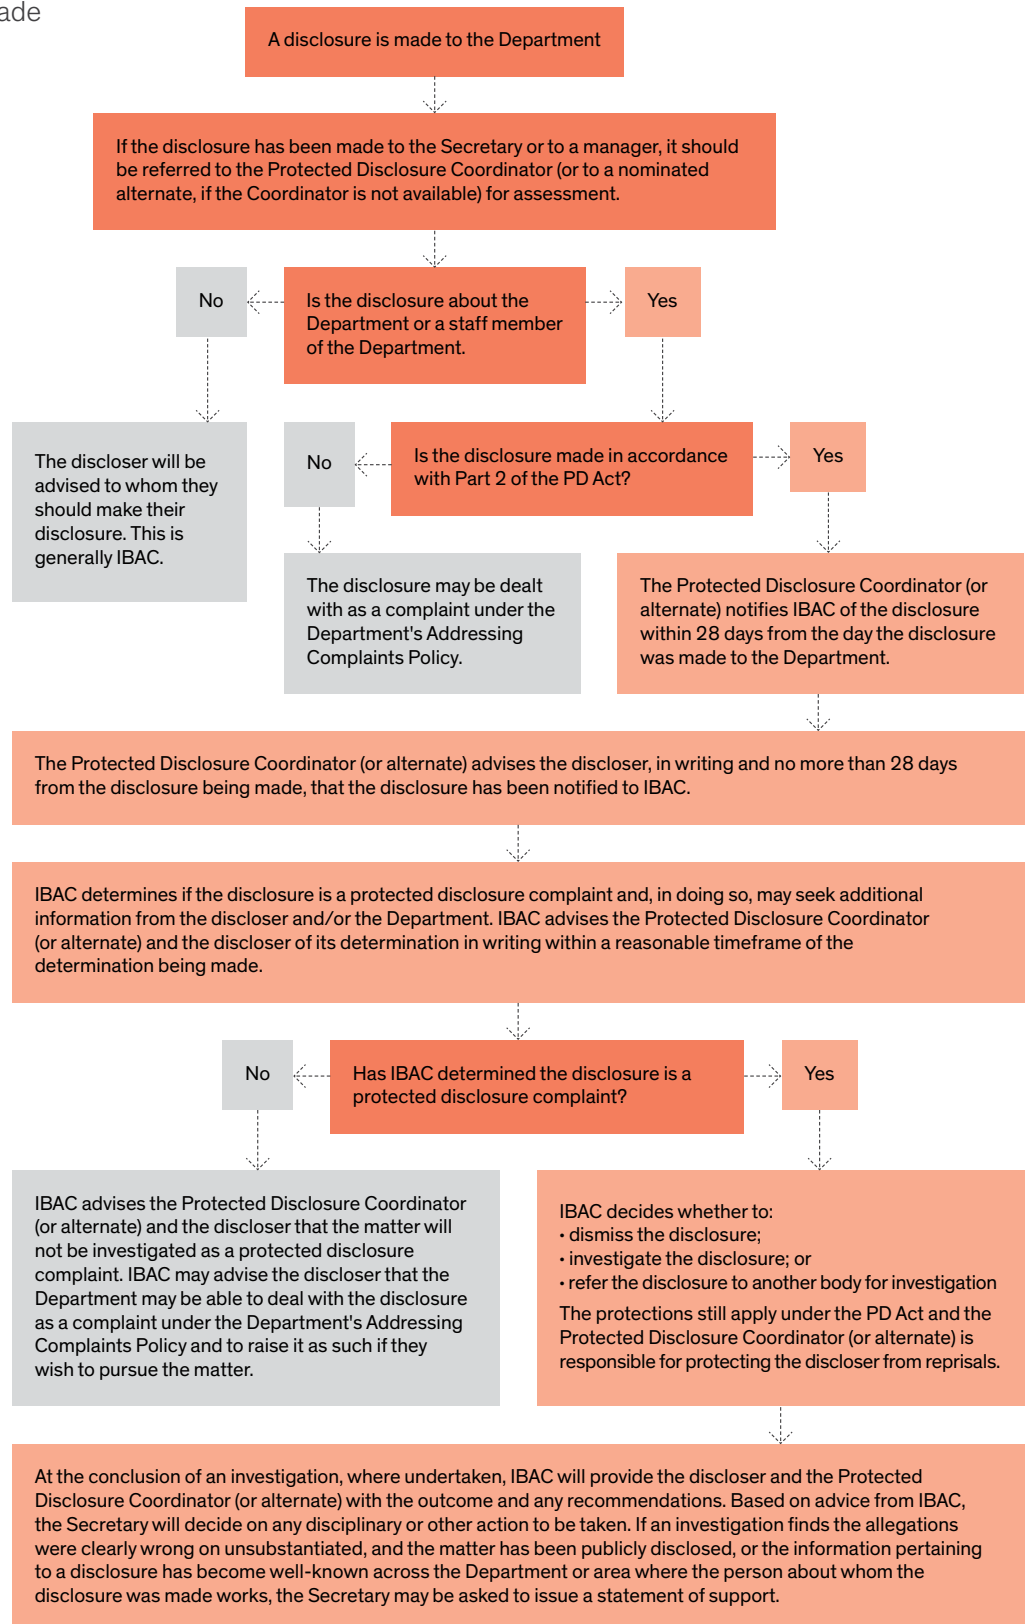 ade
A disclosure is made to the Department
If the disclosure has been made to the Secretary or to a manager, it should
be referred to the Protected Disclosure Coordinator (or to a nominated
alternate, if the Coordinator is not available) for assessment.
No
Is the disclosure about the
Department or a staff member
of the Department.
Yes
The discloser will be
advised to whom they
should make their
disclosure. This is
generally IBAC.
No
Is the disclosure made in accordance
with Part 2 of the PD Act?
Yes
The disclosure may be dealt
with as a complaint under the
Department's Addressing
Complaints Policy.
The Protected Disclosure Coordinator (or
alternate) notifies IBAC of the disclosure
within 28 days from the day the disclosure
was made to the Department.
The Protected Disclosure Coordinator (or alternate) advises the discloser, in writing and no more than 28 days
from the disclosure being made, that the disclosure has been notified to IBAC.
IBAC determines if the disclosure is a protected disclosure complaint and, in doing so, may seek additional
information from the discloser and/or the Department. IBAC advises the Protected Disclosure Coordinator
(or alternate) and the discloser of its determination in writing within a reasonable timeframe of the
determination being made.
No
Has IBAC determined the disclosure is a
protected disclosure complaint?
Yes
IBAC advises the Protected Disclosure Coordinator
(or alternate) and the discloser that the matter will
not be investigated as a protected disclosure
complaint. IBAC may advise the discloser that the
Department may be able to deal with the disclosure
as a complaint under the Department's Addressing
Complaints Policy and to raise it as such if they
wish to pursue the matter.
IBAC decides whether to:
• dismiss the disclosure;
• investigate the disclosure; or
• refer the disclosure to another body for investigation
The protections still apply under the PD Act and the
Protected Disclosure Coordinator (or alternate) is
responsible for protecting the discloser from reprisals.
At the conclusion of an investigation, where undertaken, IBAC will provide the discloser and the Protected
Disclosure Coordinator (or alternate) with the outcome and any recommendations. Based on advice from IBAC,
the Secretary will decide on any disciplinary or other action to be taken. If an investigation finds the allegations
were clearly wrong on unsubstantiated, and the matter has been publicly disclosed, or the information pertaining
to a disclosure has become well-known across the Department or area where the person about whom the
disclosure was made works, the Secretary may be asked to issue a statement of support.